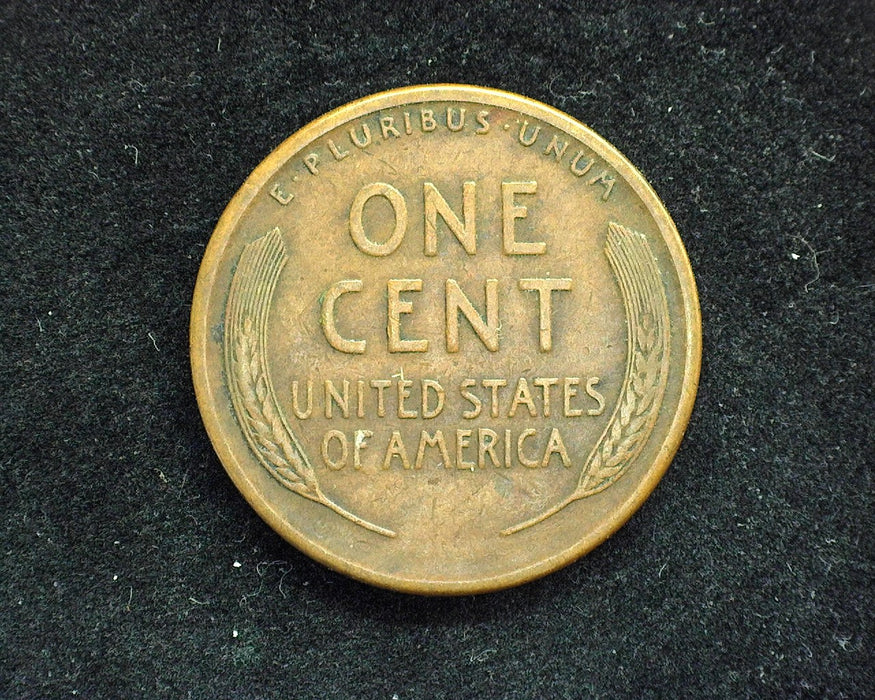 E·PLURIBUS·UNUM
ONE
CENT
UNITED STATES
OF AMERICA